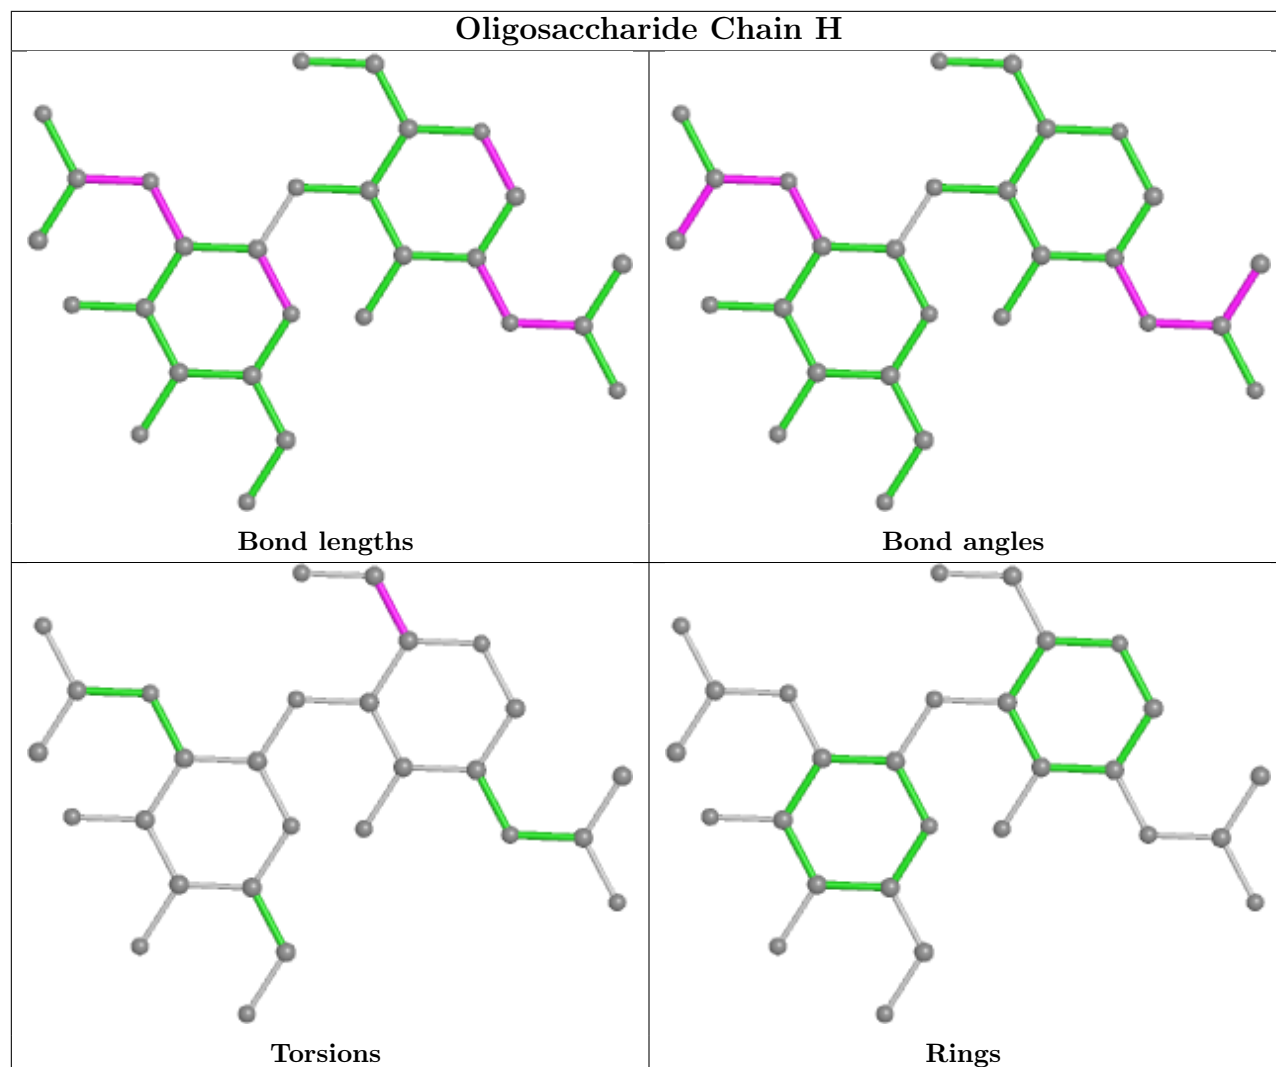 Oligosaccharide Chain H
Bond lengths
Bond angles
Torsions
Rings